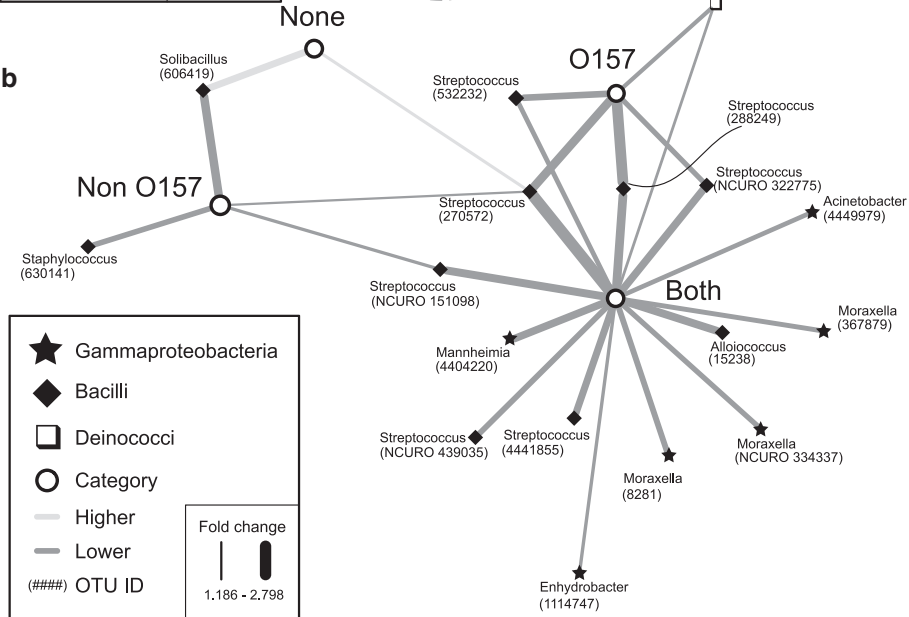 None
b
Solibacillus
(606419)
O157
Streptococcus
(532232)
Streptococcus
(288249)
Non O157
Streptococcus
(NCURO 322775)
Streptococcus
(270572)
Acinetobacter
(4449979)
Staphylococcus
(630141)
Streptococcus
(NCURO 151098)
Both
Moraxella
(367879)
Mannheimia
(4404220)
Alloiococcus
(15238)
Streptococcus
(NCURO 439035)
Streptococcus
(4441855)
Moraxella
(NCURO 334337)
Moraxella
(8281)
Enhydrobacter
(1114747)
Gammaproteobacteria
Bacilli
Deinococci
Category
Higher
Lower
(####) OTU ID
Fold change
1.186 - 2.798